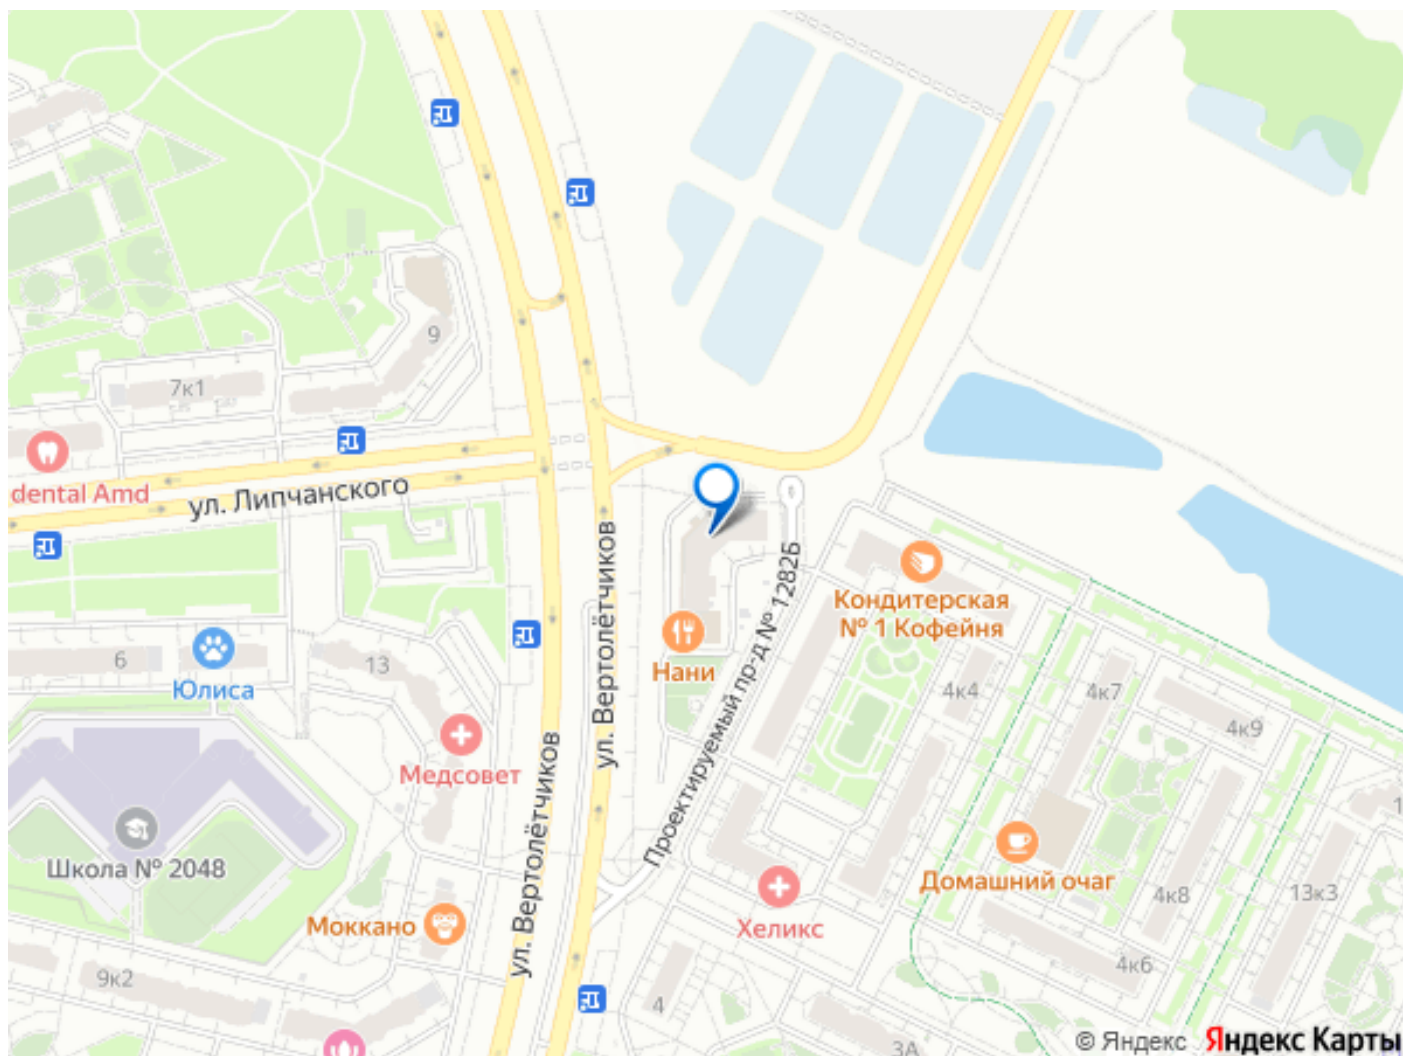 9
7к1
dental Amd
ул. Липчанского
6
Юлиса
13
Медсовет
Школа № 2048
Моккано
9к2
ул. Вертолётчиков
ул. Вертолётчиков
Нани
Проектируемый пр-д № 1282Б
Кондитерская
№ 1 Кофейня
4к4
4к7
4к9
Домашний очаг
4к8
13к3
Хеликс
4к6
4
3А
1
© Яндекс Яндекс Карты